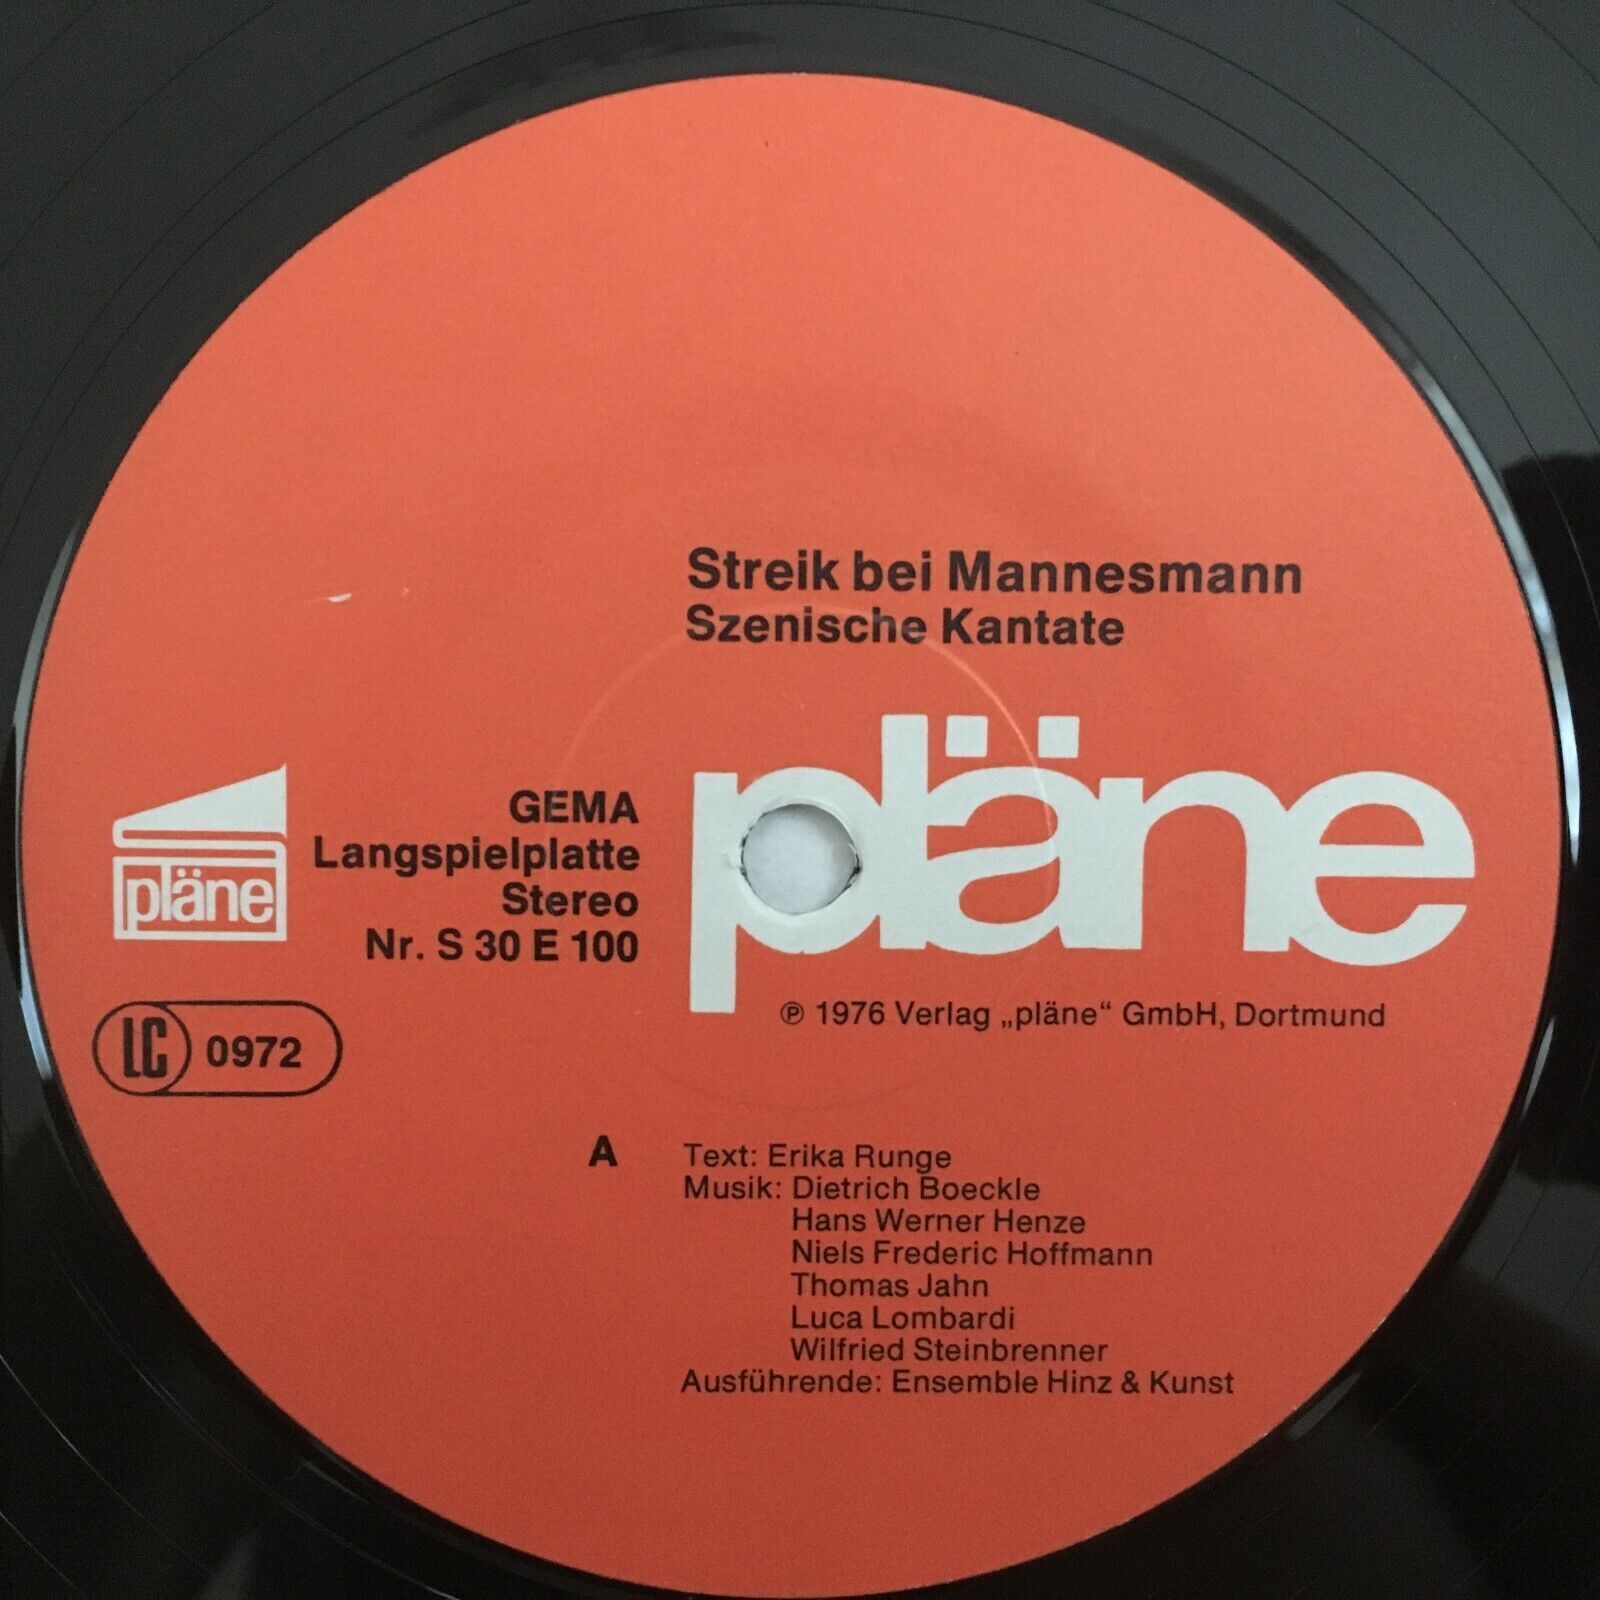 Streik bei Mannesmann
Szenische Kantate
pläne
pläne
GEMA
Langspielplatte
Stereo
Nr. S 30 E 100
℗ 1976 Verlag „pläne“ GmbH, Dortmund
LC 0972
A
Text: Erika Runge
Musik: Dietrich Boeckle
Hans Werner Henze
Niels Frederic Hoffmann
Thomas Jahn
Luca Lombardi
Wilfried Steinbrenner
Ausführende: Ensemble Hinz & Kunst